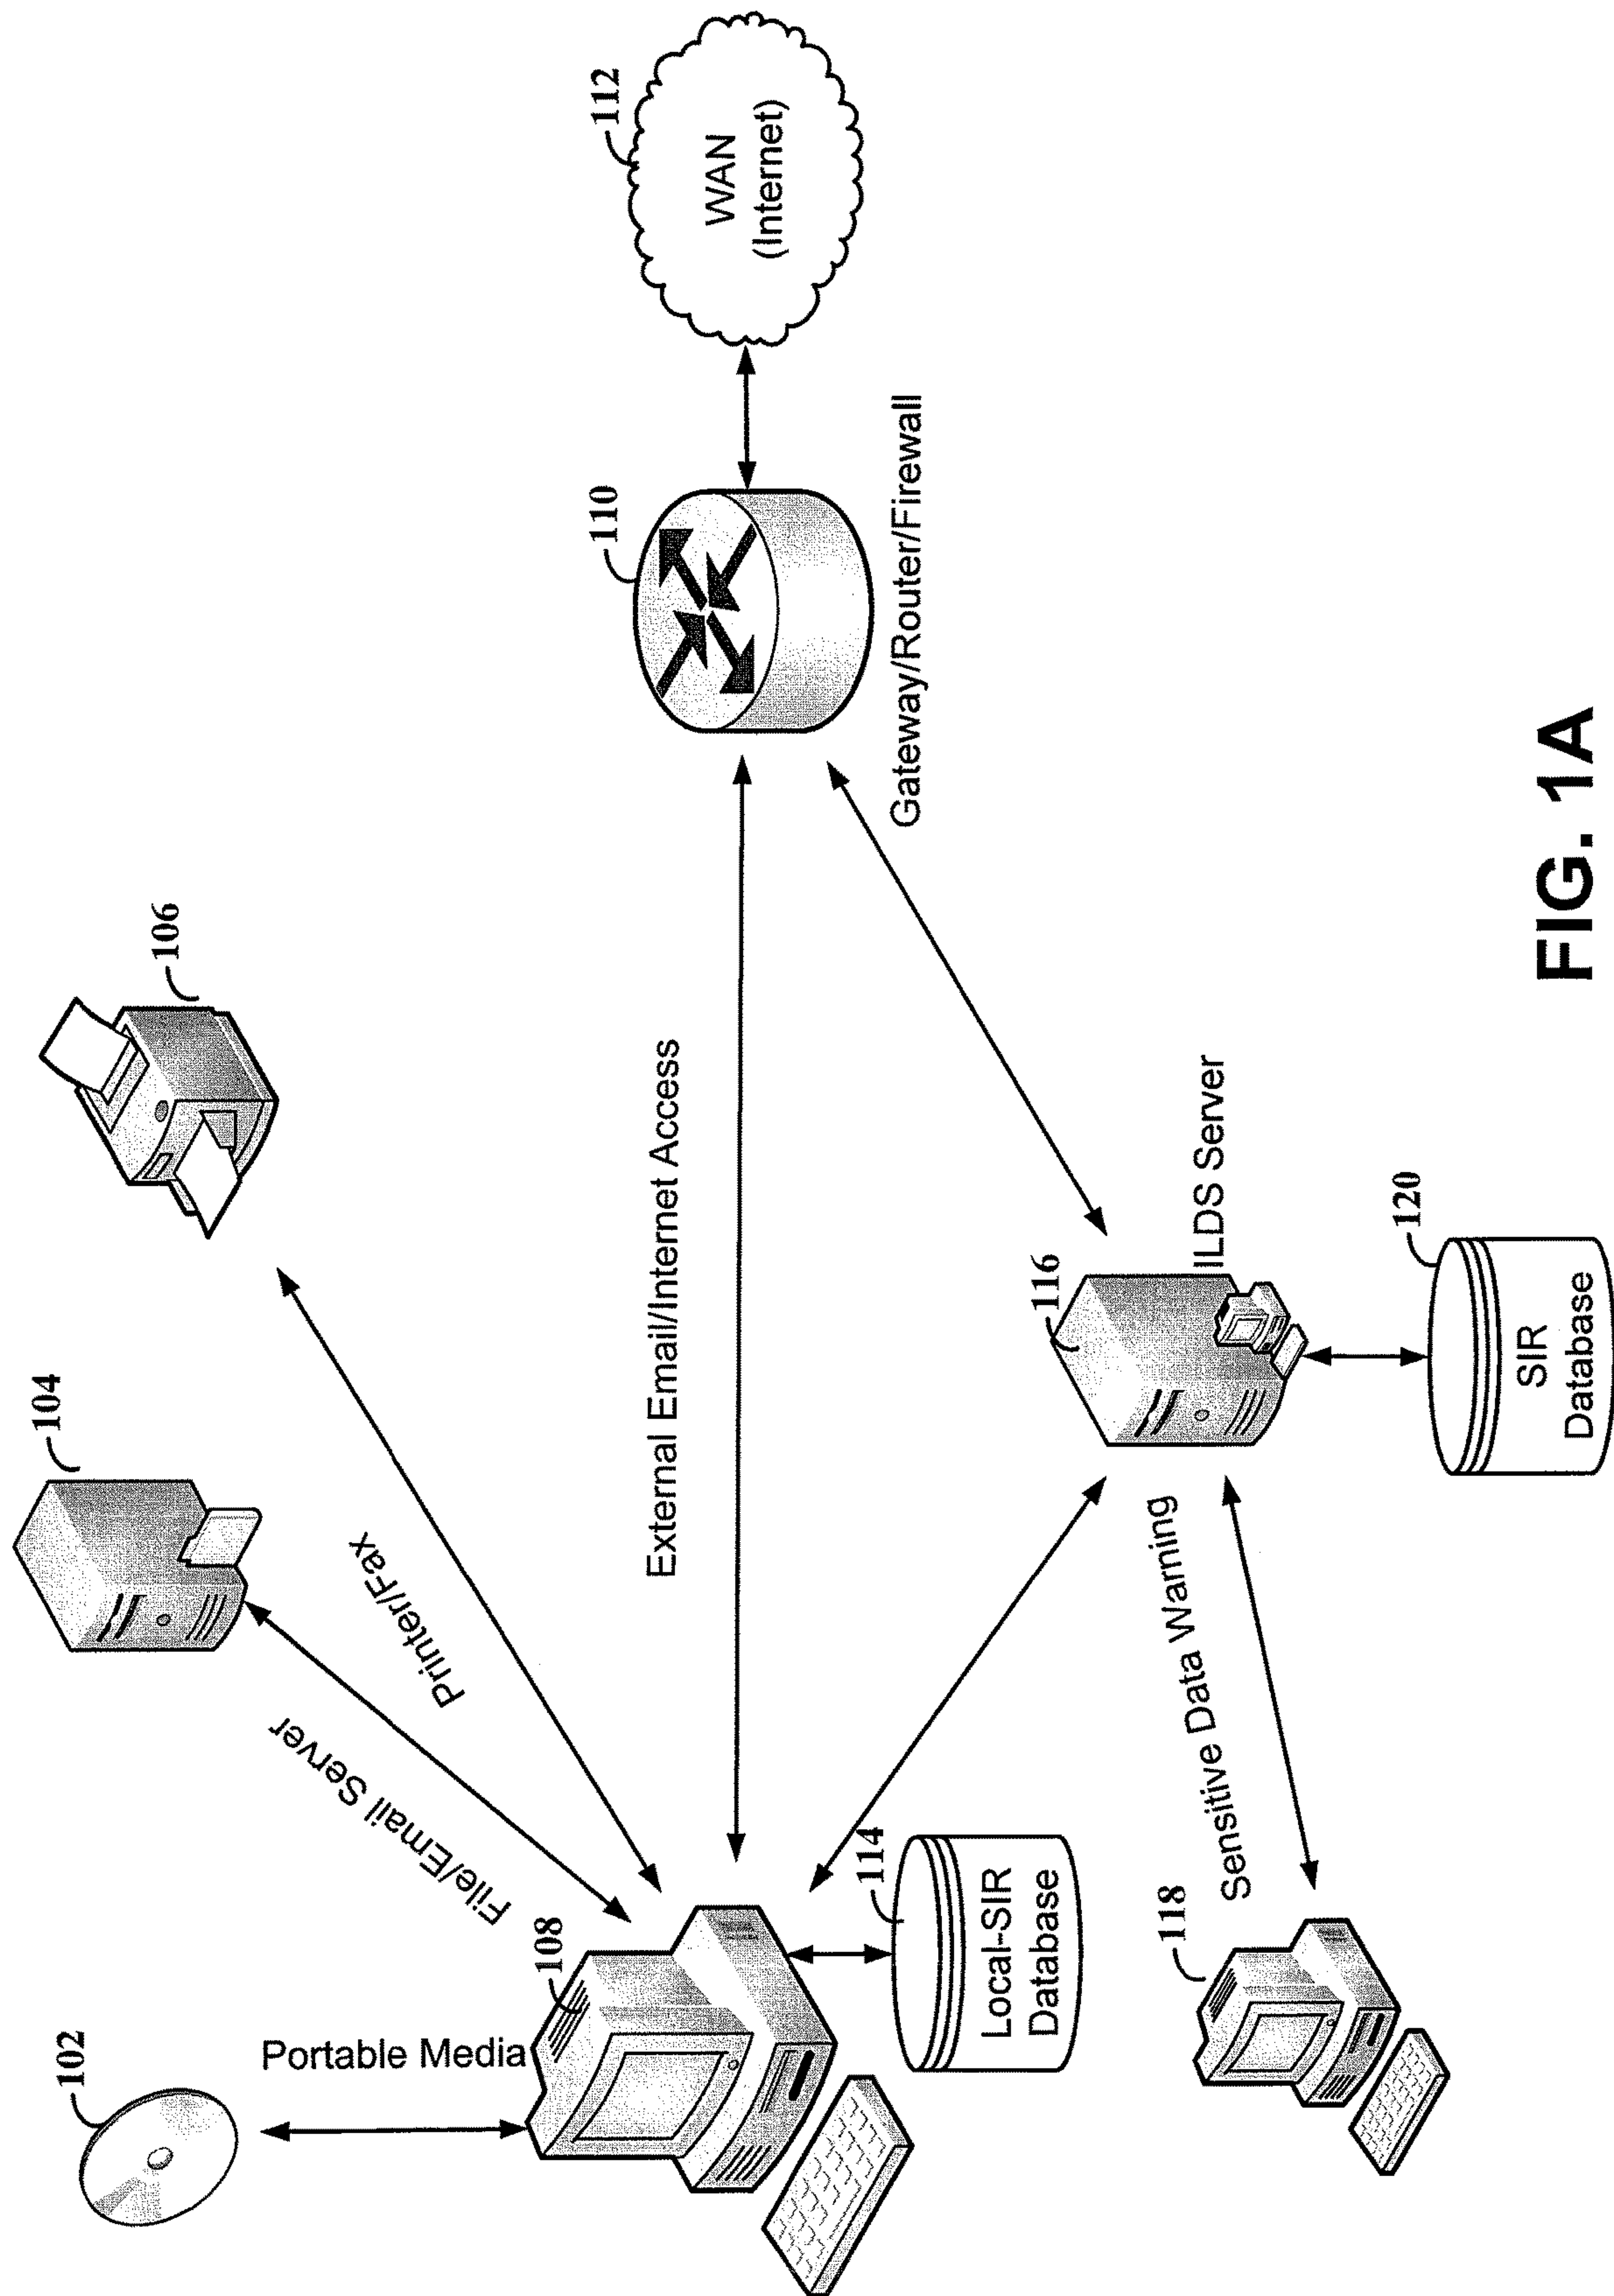 102
Portable Media
108
104
File/Email Server
106
Printer/Fax
External Email/Internet Access
110
Gateway/Router/Firewall
112
WAN
(Internet)
114
Local-SIR
Database
116
ILDS Server
118
Sensitive Data Warning
120
SIR
Database
FIG. 1A